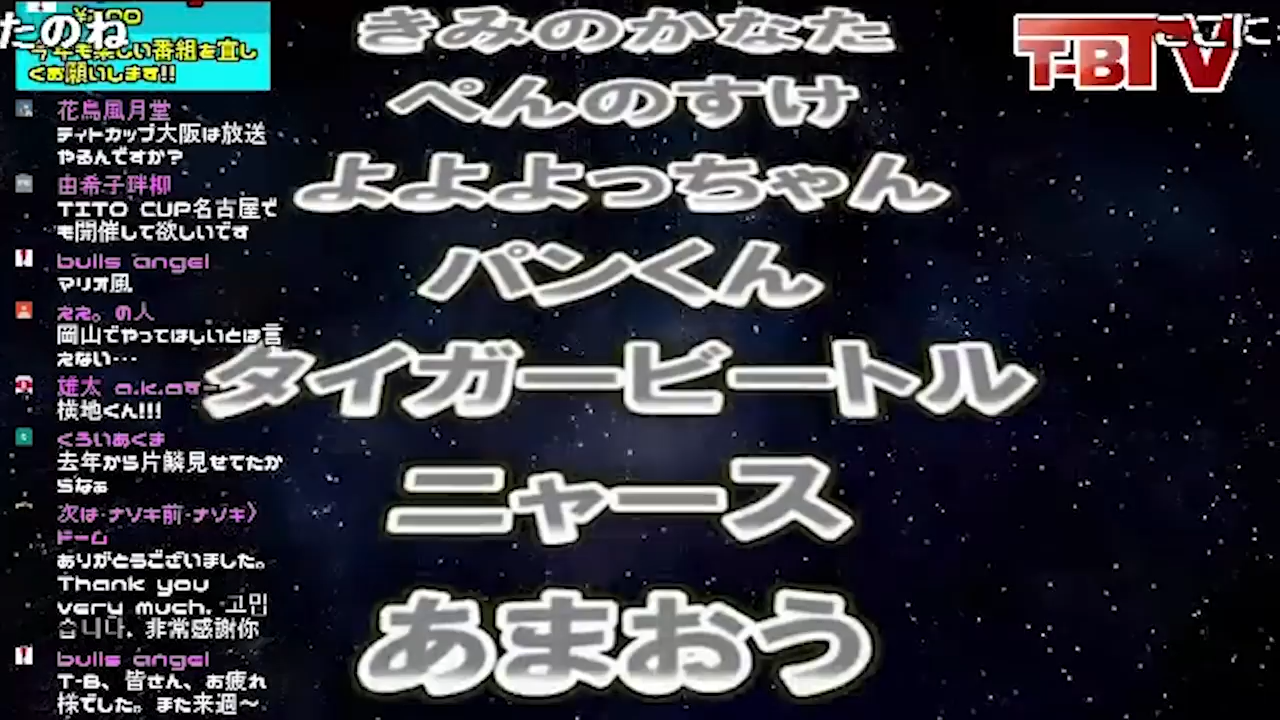 たのね
今年も楽しい番組を宜し
くお願いします!!
花鳥風月堂
ティトカップ大阪は放送
やるんですか?
由希子畔柳
TITO CUP名古屋で
も開催して欲しいです
bulls angel
マリオ風
ええ。の人
岡山でやってほしいとは言
えない…
雄太 a.k.aす
横地くん!!!
くろいあくま
去年から片鱗見せてたか
らなぁ
次は-ナゾキ前-ナゾキ〉
ドーム
ありがとうございました。
Thank you
very much. 고맙
습니다. 非常感謝你
bulls angel
T-B、皆さん、お疲れ
様でした。また来週〜
きみのかなた
ぺんのすけ
よよよっちゃん
パンくん
タイガービートル
ニャース
あまおう
T-BTV
ここに